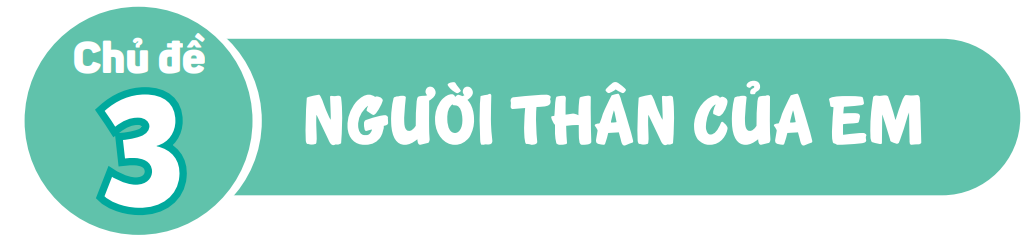 Chủ đề
3
NGƯỜI THÂN CỦA EM